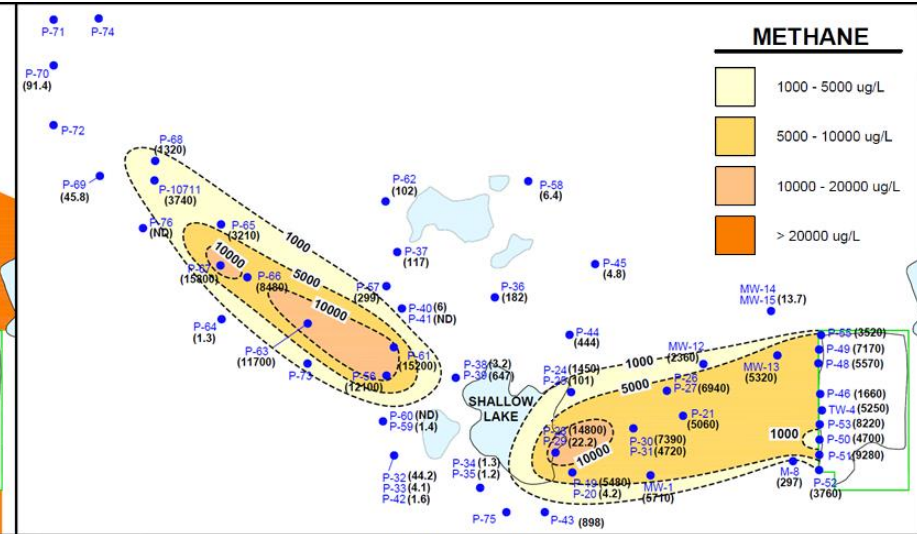 P-71
P-74
METHANE
P-70
(91.4)
1000 - 5000 ug/L
P-72
5000 - 10000 ug/L
P-68
(1320)
P-69
(45.8)
P-10711
(3740)
P-62
(102)
P-58
(6.4)
10000 - 20000 ug/L
P-76
(ND)
P-65
(3210)
1000
> 20000 ug/L
P-37
(117)
10000
P-67
(15800)
P-66
(8480)
5000
P-57
(299)
P-45
(4.8)
P-36
(182)
MW-14
MW-15 (13.7)
10000
P-40 (6)
P-41 (ND)
P-64
(1.3)
P-63
(11700)
P-73
P-61
(15200)
P-56
(12100)
P-44
(444)
P-38 (3.2)
P-39 (647)
P-24 (1450)
P-25 (101)
1000
MW-12
(2360)
MW-13
(5320)
P-55 (3520)
P-49 (7170)
P-48 (5570)
5000
P-26
P-27 (6940)
SHALLOW
LAKE
P-46 (1660)
TW-4 (5250)
P-53 (8220)
P-50 (4700)
P-51 (9280)
P-60 (ND)
P-59 (1.4)
P-21
(5060)
(14800)
P-29 (22.2)
10000
P-30 (7390)
P-31 (4720)
1000
P-32 (44.2)
P-33 (4.1)
P-42 (1.6)
P-34 (1.3)
P-35 (1.2)
P-19 (5480)
P-20 (4.2)
MW-1
(5710)
M-8
(297)
P-52
(3760)
P-75
P-43 (898)